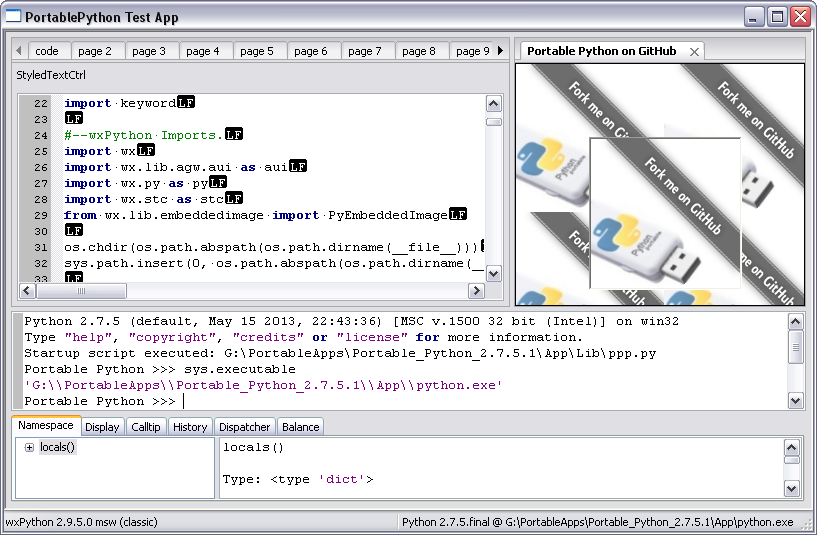 PortablePython Test App
code page 2 page 3 page 4 page 5 page 6 page 7 page 8 page 9
StyledTextCtrl
22 import keywordLF
23 LF
24 #--wxPython Imports.LF
25 import wxLF
26 import wx.lib.agw.aui as auiLF
27 import wx.py as pyLF
28 import wx.stc as stcLF
29 from wx.lib.embeddedimage import PyEmbeddedImageLF
30 LF
31 os.chdir(os.path.abspath(os.path.dirname(__file__)))
32 sys.path.insert(0, os.path.abspath(os.path.dirname(__
33 LF
Portable Python on GitHub
Fork me on GitHub
Fork me on GitHub
Fork me on GitHub
Fork me on GitHub
Fork me on GitHub
Python
portable
Python
portable
Python 2.7.5 (default, May 15 2013, 22:43:36) [MSC v.1500 32 bit (Intel)] on win32
Type "help", "copyright", "credits" or "license" for more information.
Startup script executed: G:\PortableApps\Portable_Python_2.7.5.1\App\Lib\ppp.py
Portable Python >>> sys.executable
'G:\\PortableApps\\Portable_Python_2.7.5.1\\App\\python.exe'
Portable Python >>>
Namespace Display Calltip History Dispatcher Balance
locals()
locals()
Type: <type 'dict'>
wxPython 2.9.5.0 msw (classic)
Python 2.7.5.final @ G:\PortableApps\Portable_Python_2.7.5.1\App\python.exe